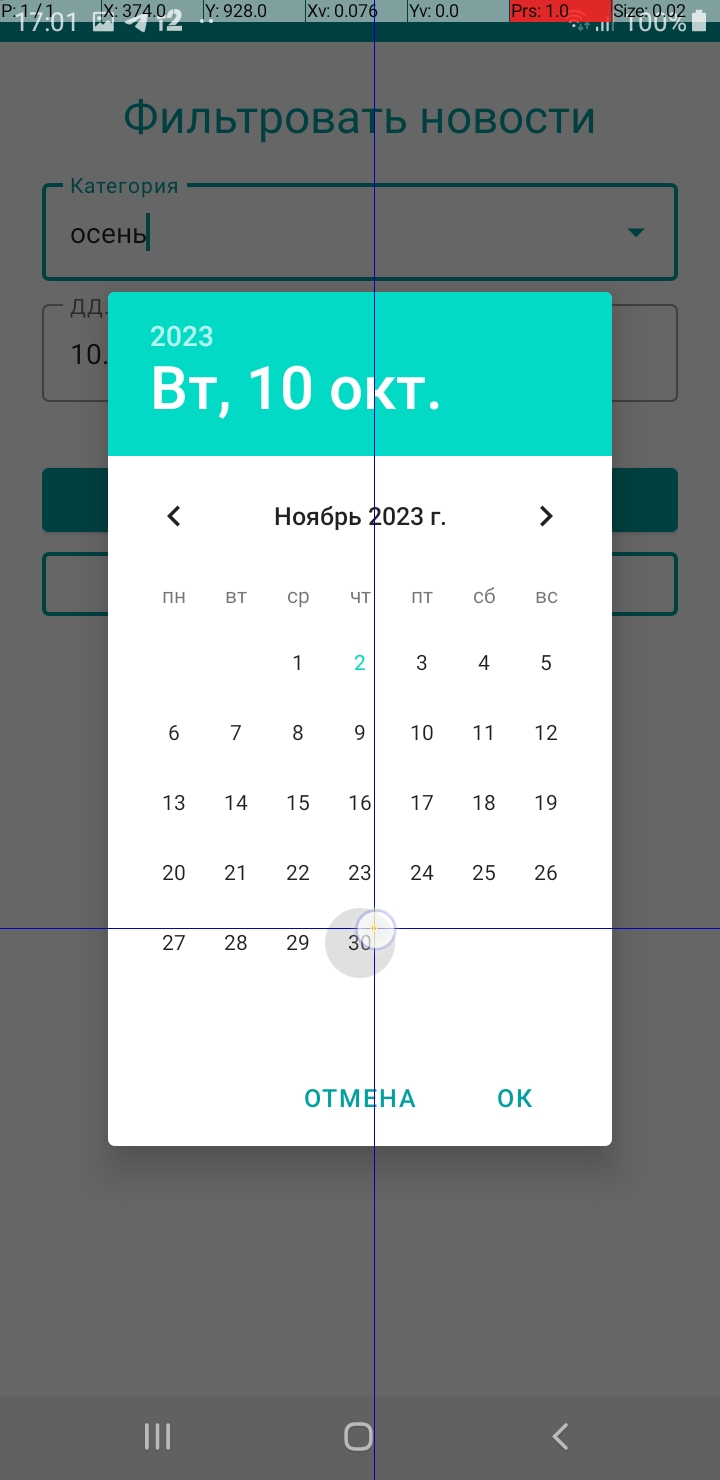 P: 1 / 1 X: 374.0 Y: 928.0 Xv: 0.076 Yv: 0.0 Prs: 1.0 Size: 0.02
17:01 100%
Фильтровать новости
Категория
осень
ДД.
10.
2023
Вт, 10 окт.
Ноябрь 2023 г.
пн вт ср чт пт сб вс
1 2 3 4 5
6 7 8 9 10 11 12
13 14 15 16 17 18 19
20 21 22 23 24 25 26
27 28 29 30
ОТМЕНА ОК